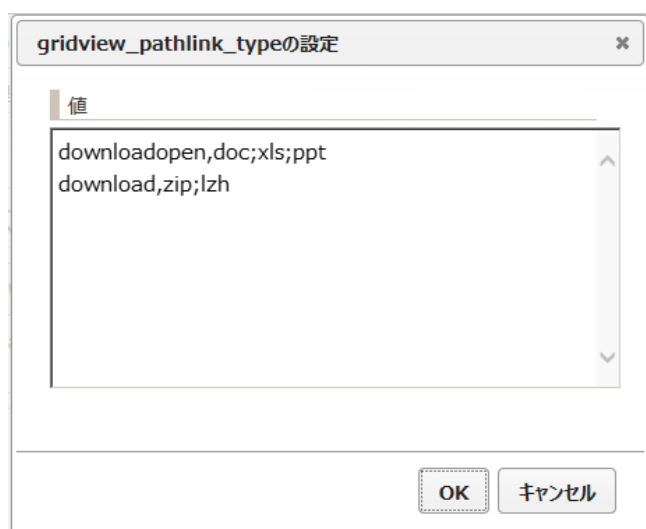 gridview_pathlink_typeの設定
値
downloadopen,doc;xls;ppt
download,zip;lzh
OK
キャンセル